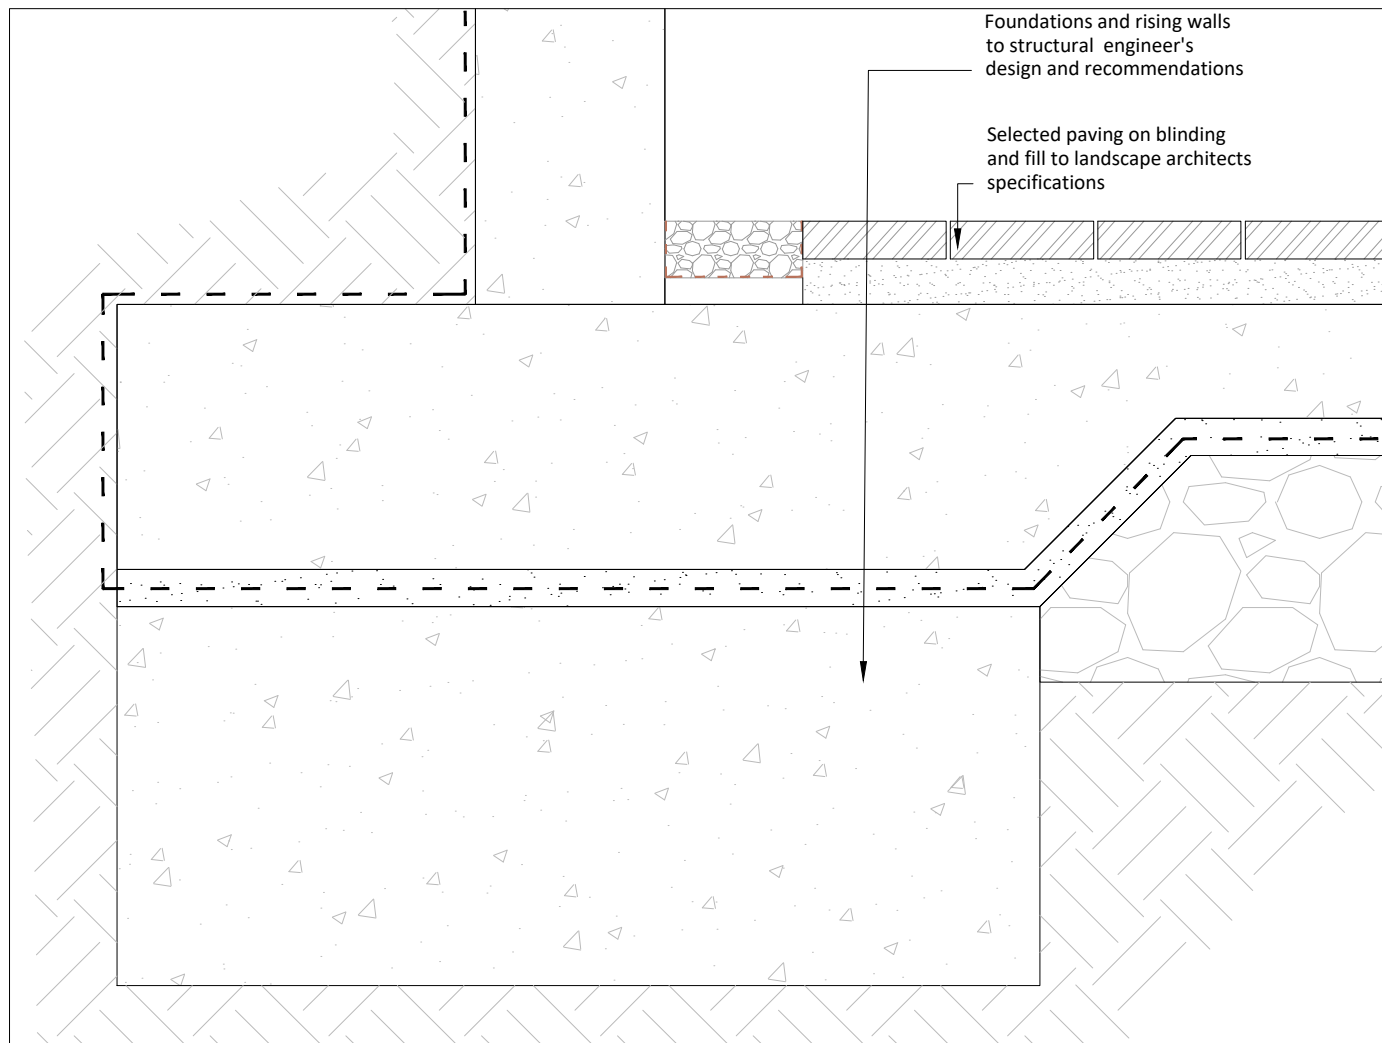 Foundations and rising walls
to structural engineer's
design and recommendations
Selected paving on blinding
and fill to landscape architects
specifications